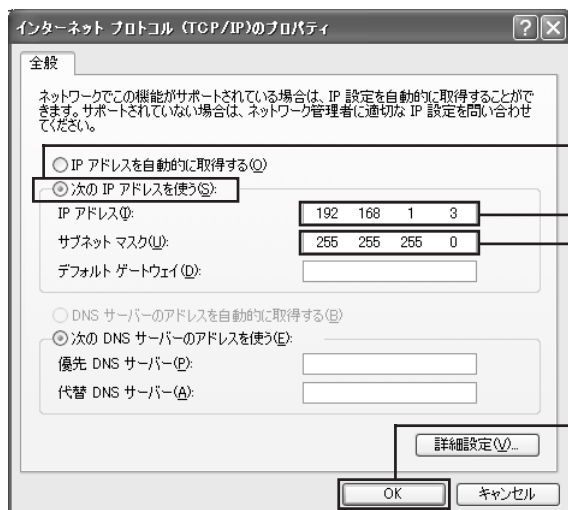 インターネット プロトコル (TCP/IP)のプロパティ
全般
ネットワークでこの機能がサポートされている場合は、IP 設定を自動的に取得することがで
きます。サポートされていない場合は、ネットワーク管理者に適切な IP 設定を問い合わせ
てください。
IP アドレスを自動的に取得する(O)
次の IP アドレスを使う(S):
IP アドレス(I): 192 168 1 3
サブネット マスク(U): 255 255 255 0
デフォルト ゲートウェイ(D):
DNS サーバーのアドレスを自動的に取得する(B)
次の DNS サーバーのアドレスを使う(E):
優先 DNS サーバー(P):
代替 DNS サーバー(A):
詳細設定(V)...
OK キャンセル